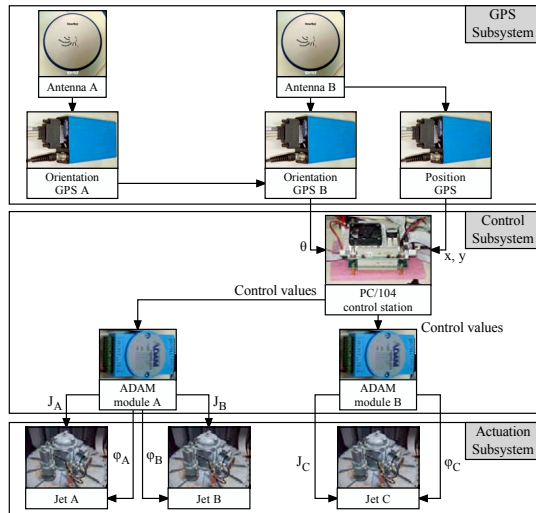 GPS
Subsystem
Antenna A
Antenna B
Orientation
GPS A
Orientation
GPS B
Position
GPS
Control
Subsystem
θ
x, y
PC/104
control station
Control values
Control values
ADAM
module A
ADAM
module B
J_A
J_B
φ_A
φ_B
J_C
φ_C
Actuation
Subsystem
Jet A
Jet B
Jet C